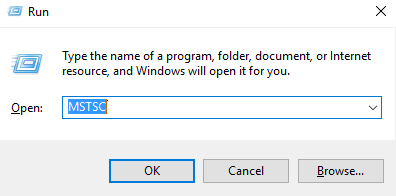 Run
Type the name of a program, folder, document, or Internet
resource, and Windows will open it for you.
Open: MSTSC
OK Cancel Browse...